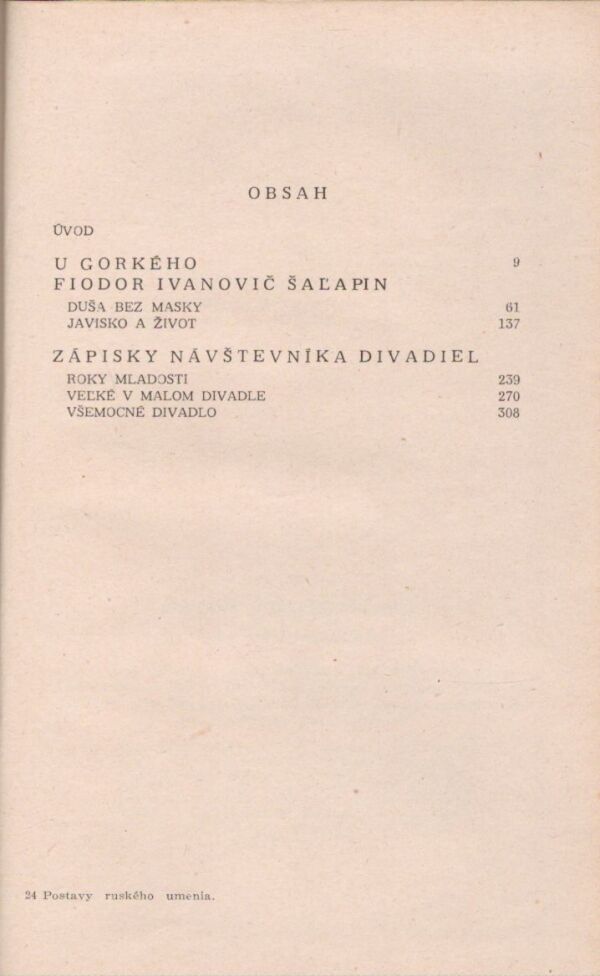 OBSAH
ÚVOD
U GORKÉHO 9
FIODOR IVANOVIČ ŠAĽAPIN
DUŠA BEZ MASKY 61
JAVISKO A ŽIVOT 137
ZÁPISKY NÁVŠTEVNÍKA DIVADIEL
ROKY MLADOSTI 239
VEĽKÉ V MALOM DIVADLE 270
VŠEMOCNÉ DIVADLO 308
24 Postavy ruského umenia.